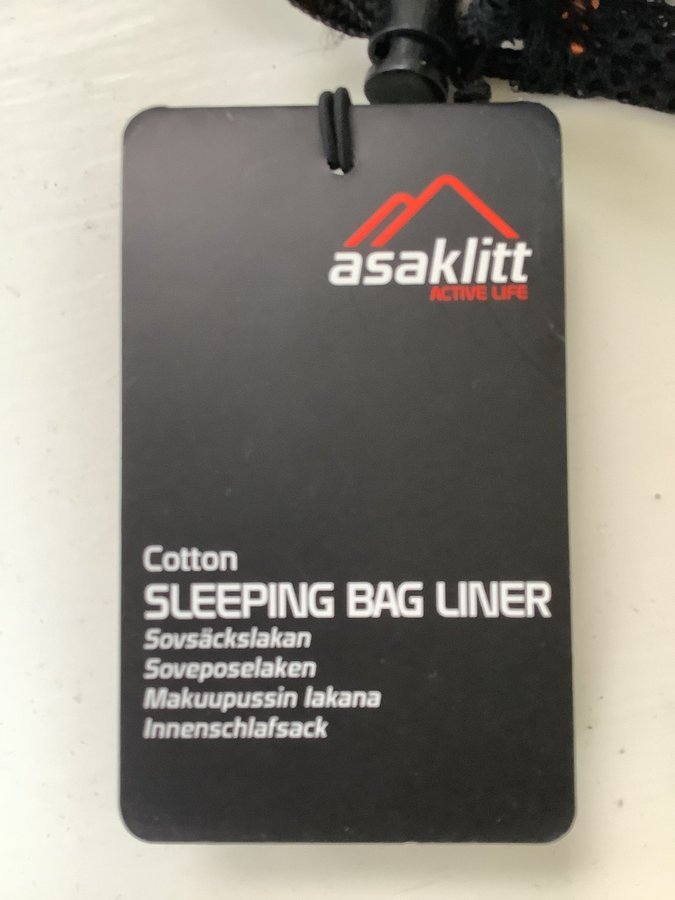 asaklitt
ACTIVE LIFE
Cotton
SLEEPING BAG LINER
Sovsäckslakan
Soveposelaken
Makuupussin lakana
Innenschlafsack